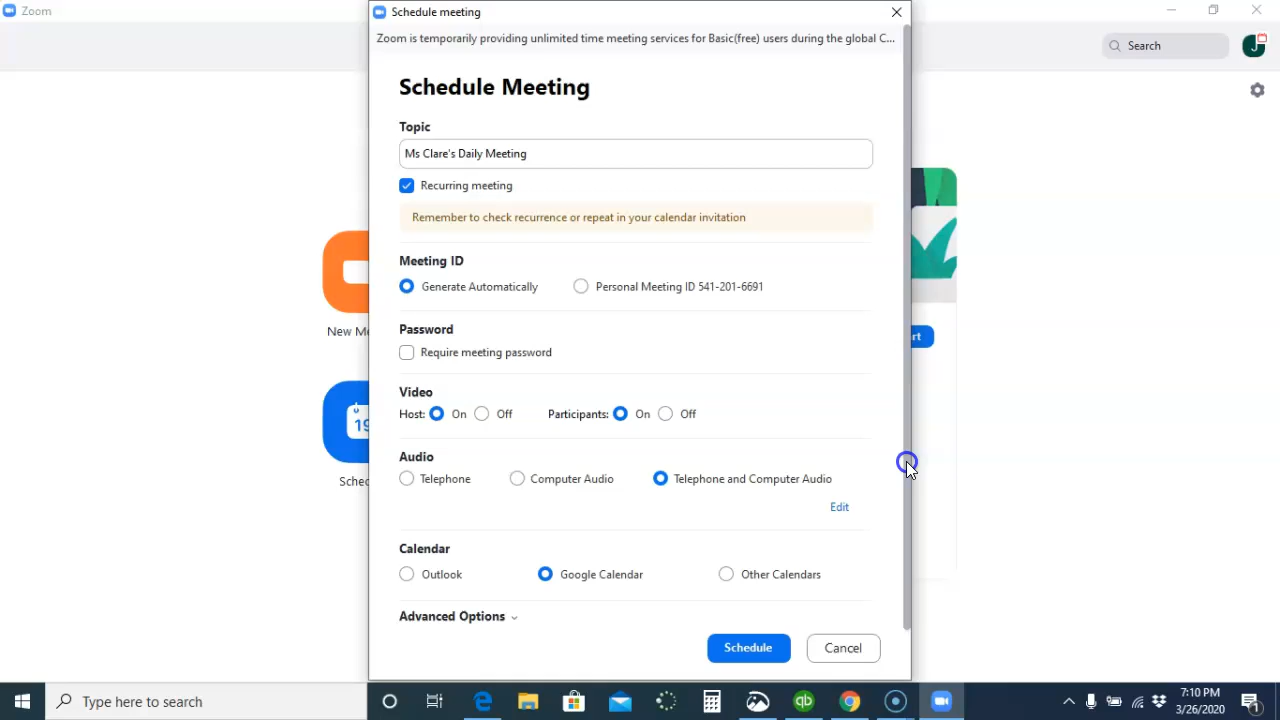 Zoom
Schedule meeting
Zoom is temporarily providing unlimited time meeting services for Basic(free) users during the global C...
Search
J
Schedule Meeting
Topic
Ms Clare's Daily Meeting
Recurring meeting
Remember to check recurrence or repeat in your calendar invitation
Meeting ID
Generate Automatically Personal Meeting ID 541-201-6691
New Me
rt
Password
Require meeting password
Video
Host: On Off Participants: On Off
19
Audio
Telephone Computer Audio Telephone and Computer Audio
Sched
Edit
Calendar
Outlook Google Calendar Other Calendars
Advanced Options
Schedule Cancel
Type here to search
qb
7:10 PM
3/26/2020
1